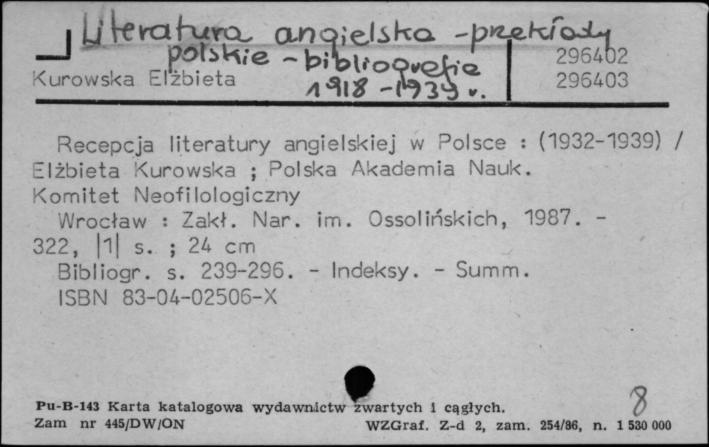 Literatura angielska - przekłady
polskie - bibliografie
1918 - 1939 r.
296402
Kurowska Elżbieta
296403
Recepcja literatury angielskiej w Polsce : (1932-1939) /
Elżbieta Kurowska ; Polska Akademia Nauk.
Komitet Neofilologiczny
Wrocław : Zakł. Nar. im. Ossolińskich, 1987. -
322, |1| s. ; 24 cm
Bibliogr. s. 239-296. - Indeksy. - Summ.
ISBN 83-04-02506-X
8
Pu-B-143 Karta katalogowa wydawnictw zwartych i cągłych.
Zam nr 445/DW/ON WZGraf. Z-d 2, zam. 254/86, n. 1 530 000